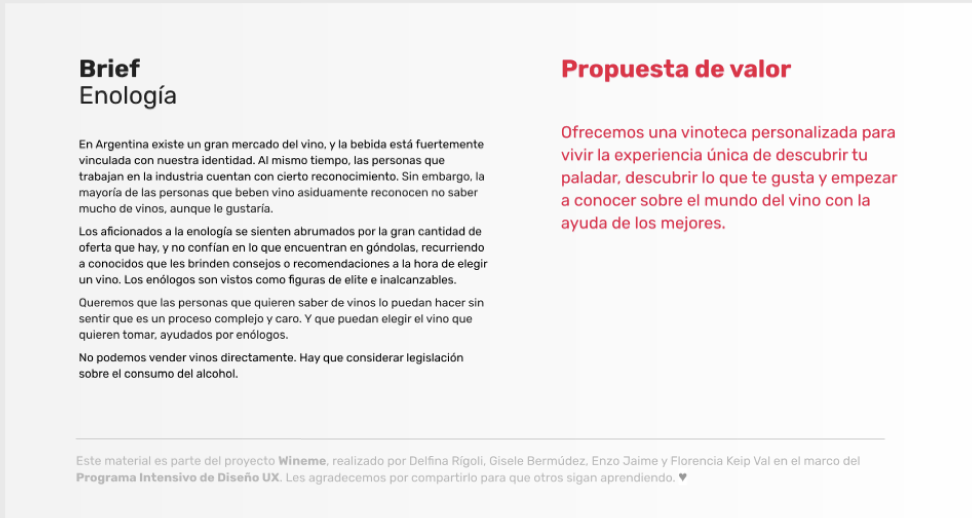 Brief
Enología
En Argentina existe un gran mercado del vino, y la bebida está fuertemente
vinculada con nuestra identidad. Al mismo tiempo, las personas que
trabajan en la industria cuentan con cierto reconocimiento. Sin embargo, la
mayoría de las personas que beben vino asiduamente reconocen no saber
mucho de vinos, aunque le gustaría.
Los aficionados a la enología se sienten abrumados por la gran cantidad de
oferta que hay, y no confían en lo que encuentran en góndolas, recurriendo
a conocidos que les brinden consejos o recomendaciones a la hora de elegir
un vino. Los enólogos son vistos como figuras de elite e inalcanzables.
Queremos que las personas que quieren saber de vinos lo puedan hacer sin
sentir que es un proceso complejo y caro. Y que puedan elegir el vino que
quieren tomar, ayudados por enólogos.
No podemos vender vinos directamente. Hay que considerar legislación
sobre el consumo del alcohol.
Propuesta de valor
Ofrecemos una vinoteca personalizada para
vivir la experiencia única de descubrir tu
paladar, descubrir lo que te gusta y empezar
a conocer sobre el mundo del vino con la
ayuda de los mejores.
Este material es parte del proyecto Wineme, realizado por Delfina Rígoli, Gisele Bermúdez, Enzo Jaime y Florencia Keip Val en el marco del
Programa Intensivo de Diseño UX. Les agradecemos por compartirlo para que otros sigan aprendiendo. ♥